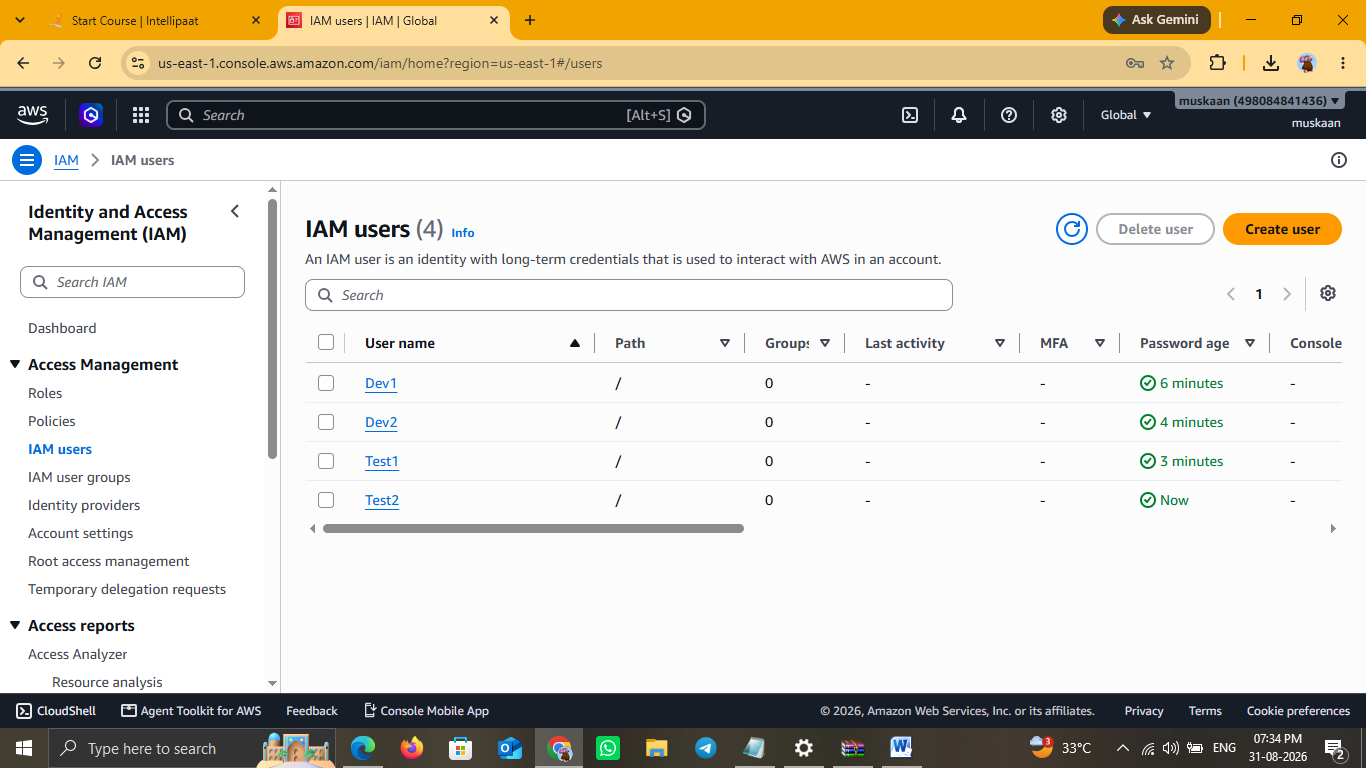 Start Course | Intellipaat
IAM users | IAM | Global
Ask Gemini
us-east-1.console.aws.amazon.com/iam/home?region=us-east-1#/users
aws
Search
[Alt+S]
Global
muskaan (498084841436)
muskaan
IAM
IAM users
Identity and Access
Management (IAM)
Search IAM
Dashboard
Access Management
Roles
Policies
IAM users
IAM user groups
Identity providers
Account settings
Root access management
Temporary delegation requests
Access reports
Access Analyzer
Resource analysis
IAM users (4) Info
Delete user
Create user
An IAM user is an identity with long-term credentials that is used to interact with AWS in an account.
Search
1
User name Path Groups Last activity MFA Password age Console
Dev1 / 0 - - 6 minutes -
Dev2 / 0 - - 4 minutes -
Test1 / 0 - - 3 minutes -
Test2 / 0 - - Now -
CloudShell Agent Toolkit for AWS Feedback Console Mobile App © 2026, Amazon Web Services, Inc. or its affiliates. Privacy Terms Cookie preferences
Type here to search
3
33°C
ENG
07:34 PM
31-08-2026
2